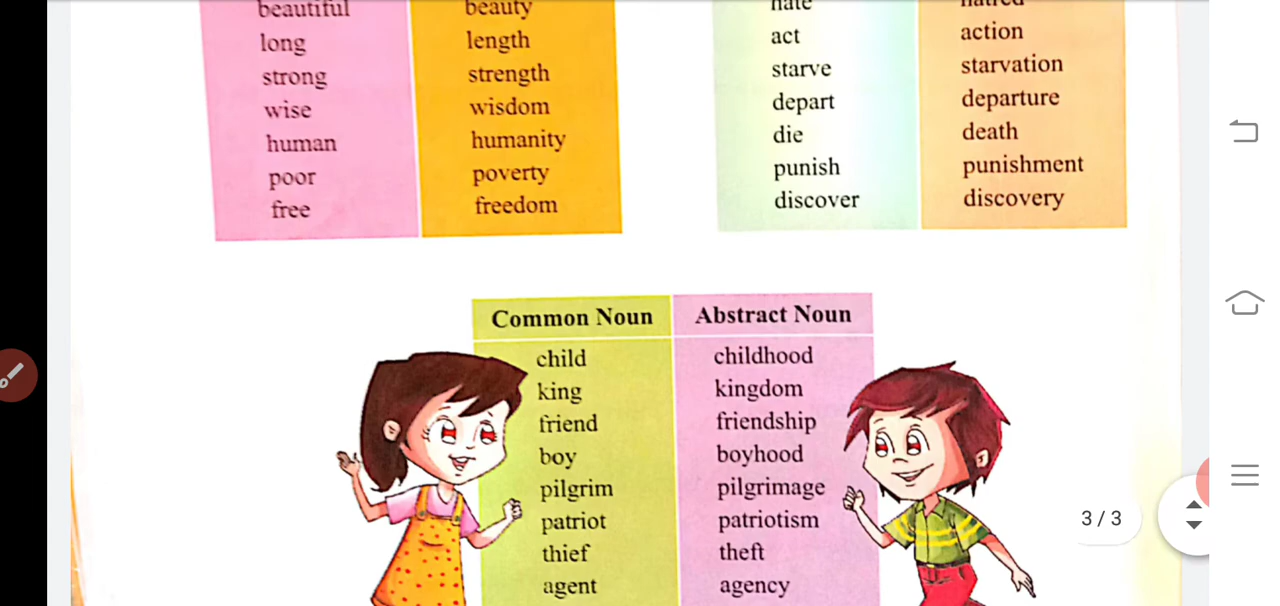 beautiful beauty
long length
strong strength
wise wisdom
human humanity
poor poverty
free freedom
hate hatred
act action
starve starvation
depart departure
die death
punish punishment
discover discovery
Common Noun Abstract Noun
child childhood
king kingdom
friend friendship
boy boyhood
pilgrim pilgrimage
patriot patriotism
thief theft
agent agency
3 / 3